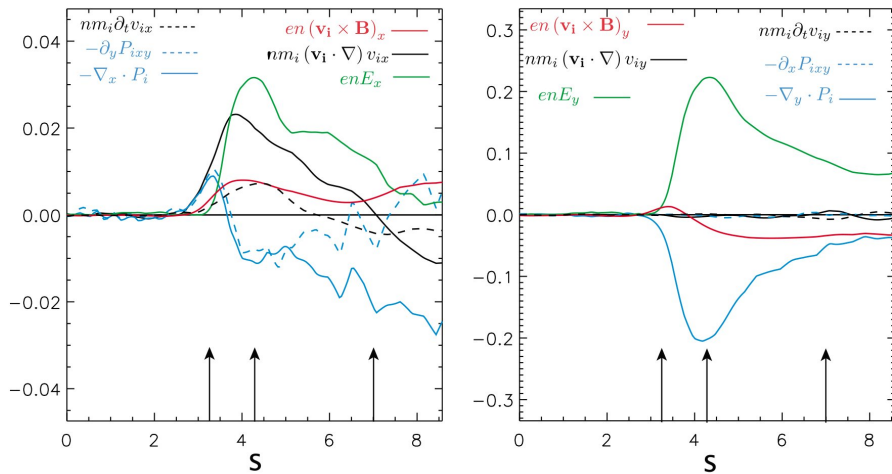 nm_i ∂_t v_ix en (v_i × B)_x
−∂_y P_ixy nm_i (v_i · ∇) v_ix
−∇_x · P_i enE_x
0.04
0.02
0.00
−0.02
−0.04
0 2 4 6 8
S
en (v_i × B)_y nm_i ∂_t v_iy
nm_i (v_i · ∇) v_iy −∂_x P_ixy
enE_y −∇_y · P_i
0.3
0.2
0.1
0.0
−0.1
−0.2
−0.3
0 2 4 6 8
S